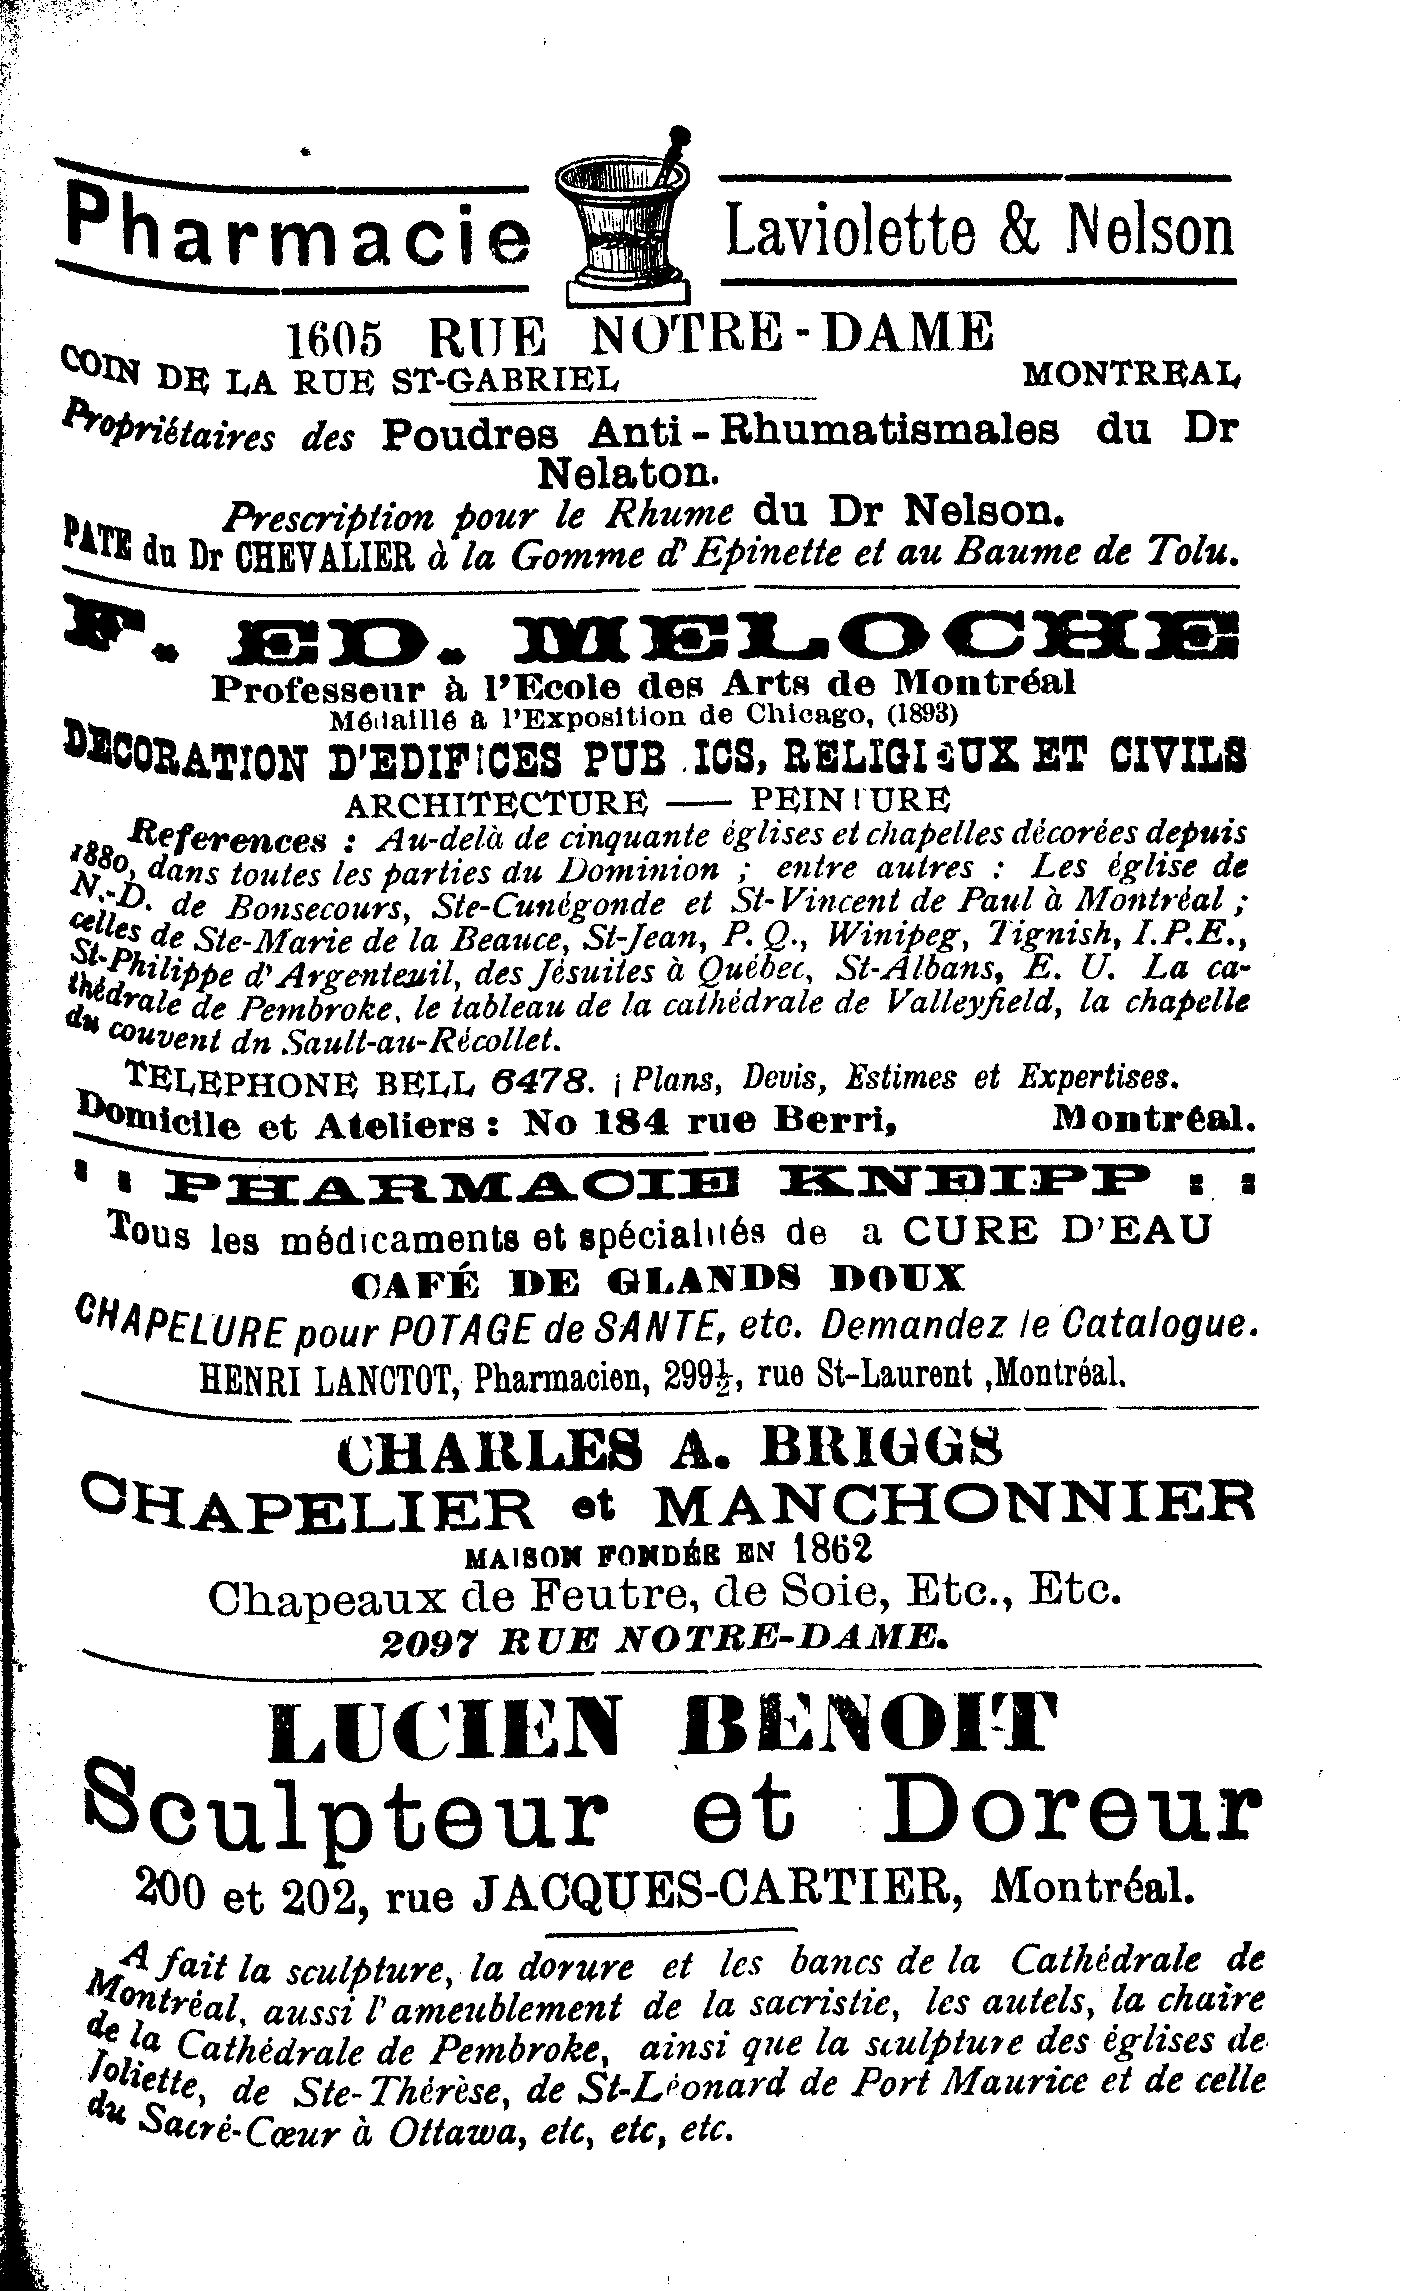 Pharmacie Laviolette & Nelson
1605 RUE NOTRE-DAME
COIN DE LA RUE ST-GABRIEL MONTREAL
Propriétaires des Poudres Anti-Rhumatismales du Dr
Nelaton.
Prescription pour le Rhume du Dr Nelson.
PATE du Dr CHEVALIER à la Gomme d'Epinette et au Baume de Tolu.
F. ED. MELOCHE
Professeur à l'Ecole des Arts de Montréal
Médaillé à l'Exposition de Chicago, (1893)
DECORATION D'EDIFICES PUB ICS, RELIGIEUX ET CIVILS
ARCHITECTURE — PEINTURE
References : Au-delà de cinquante églises et chapelles décorées depuis
1880, dans toutes les parties du Dominion ; entre autres : Les église de
N.-D. de Bonsecours, Ste-Cunégonde et St-Vincent de Paul à Montréal ;
celles de Ste-Marie de la Beauce, St-Jean, P. Q., Winipeg, Tignish, I.P.E.,
St-Philippe d'Argenteuil, des Jésuites à Québec, St-Albans, E. U. La ca-
thédrale de Pembroke, le tableau de la cathédrale de Valleyfield, la chapelle
du couvent dn Sault-au-Récollet.
TELEPHONE BELL 6478. ¡ Plans, Devis, Estimes et Expertises.
Domicile et Ateliers : No 184 rue Berri, Montréal.
: : PHARMACIE KNEIPP : :
Tous les médicaments et spécialités de a CURE D'EAU
CAFÉ DE GLANDS DOUX
CHAPELURE pour POTAGE de SANTE, etc. Demandez le Catalogue.
HENRI LANCTOT, Pharmacien, 299½, rue St-Laurent ,Montréal.
CHARLES A. BRIGGS
CHAPELIER et MANCHONNIER
MAISON FONDÉE EN 1862
Chapeaux de Feutre, de Soie, Etc., Etc.
2097 RUE NOTRE-DAME.
LUCIEN BENOIT
Sculpteur et Doreur
200 et 202, rue JACQUES-CARTIER, Montréal.
A fait la sculpture, la dorure et les bancs de la Cathédrale de
Montréal, aussi l'ameublement de la sacristie, les autels, la chaire
de la Cathédrale de Pembroke, ainsi que la sculpture des églises de
Joliette, de Ste-Thérèse, de St-Léonard de Port Maurice et de celle
du Sacré-Cœur à Ottawa, etc, etc, etc.